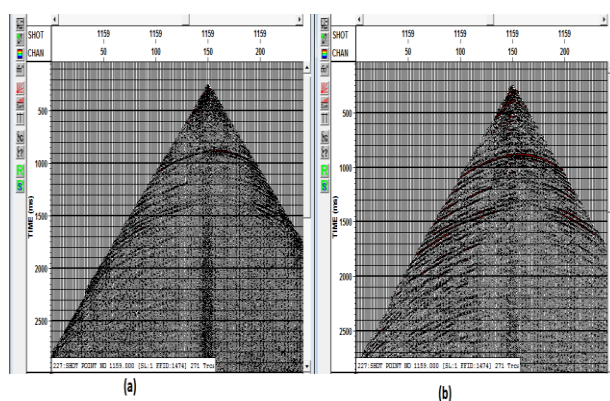 SHOT 1159 1159 1159 1159
CHAN 50 100 150 200
500
1000
1500
2000
2500
TIME (ms)
R
S
227:SHOT POINT NO 1159.000 [SL:1 FFID:1474] 271 Trcs
(a)
SHOT 1159 1159 1159 1159
CHAN 50 100 150 200
500
1000
1500
2000
2500
TIME (ms)
R
S
227:SHOT POINT NO 1159.000 [SL:1 FFID:1474] 271 Trcs
(b)